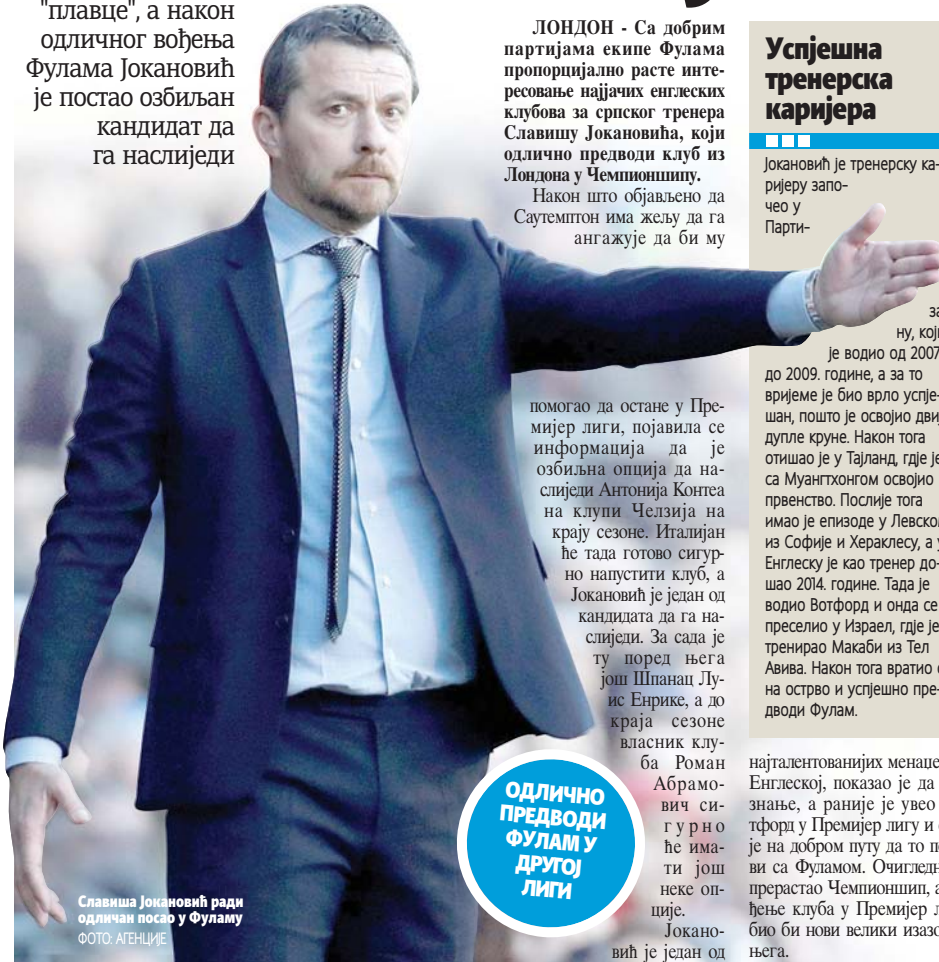 "плавце", а након
одличног вођења
Фулама Јокановић
је постао озбиљан
кандидат да
га наслиједи
ЛОНДОН - Са добрим
партијама екипе Фулама
пропорцијално расте инте-
ресовање најјачих енглеских
клубова за српског тренера
Славишу Јокановића, који
одлично предводи клуб из
Лондона у Чемпионшипу.
Након што објављено да
Саутемптон има жељу да га
ангажује да би му
помогао да остане у Пре-
мијер лиги, појавила се
информација да је
озбиљна опција да на-
слиједи Антонија Контеа
на клупи Челзија на
крају сезоне. Италијан
ће тада готово сигур-
но напустити клуб, а
Јокановић је један од
кандидата да га на-
слиједи. За сада је
ту поред њега
још Шпанац Лу-
ис Енрике, а до
краја сезоне
власник клу-
ба Роман
Абрамо-
вич си-
гурно
ће има-
ти још
неке оп-
ције.
Јокано-
вић је један од
најталентованијих менаџе
Енглеској, показао је да
знање, а раније је увео
тфорд у Премијер лигу и
је на добром путу да то по
ви са Фуламом. Очигледн
прерастао Чемпионшип, а
ђење клуба у Премијер л
био би нови велики изазо
њега.
Успјешна
тренерска
каријера
Јокановић је тренерску ка-
ријеру запо-
чео у
Парти-
за
ну, који
је водио од 2007
до 2009. године, а за то
вријеме је био врло успје-
шан, пошто је освојио двиј
дупле круне. Након тога
отишао је у Тајланд, гдје је
са Муангтхонгом освојио
првенство. Послије тога
имао је епизоде у Левском
из Софије и Хераклесу, а у
Енглеску је као тренер до-
шао 2014. године. Тада је
водио Вотфорд и онда се
преселио у Израел, гдје је
тренирао Макаби из Тел
Авива. Након тога вратио с
на острво и успјешно пре-
дводи Фулам.
ОДЛИЧНО
ПРЕДВОДИ
ФУЛАМ У
ДРУГОЈ
ЛИГИ
Славиша Јокановић ради
одличан посао у Фуламу
ФОТО: АГЕНЦИЈЕ